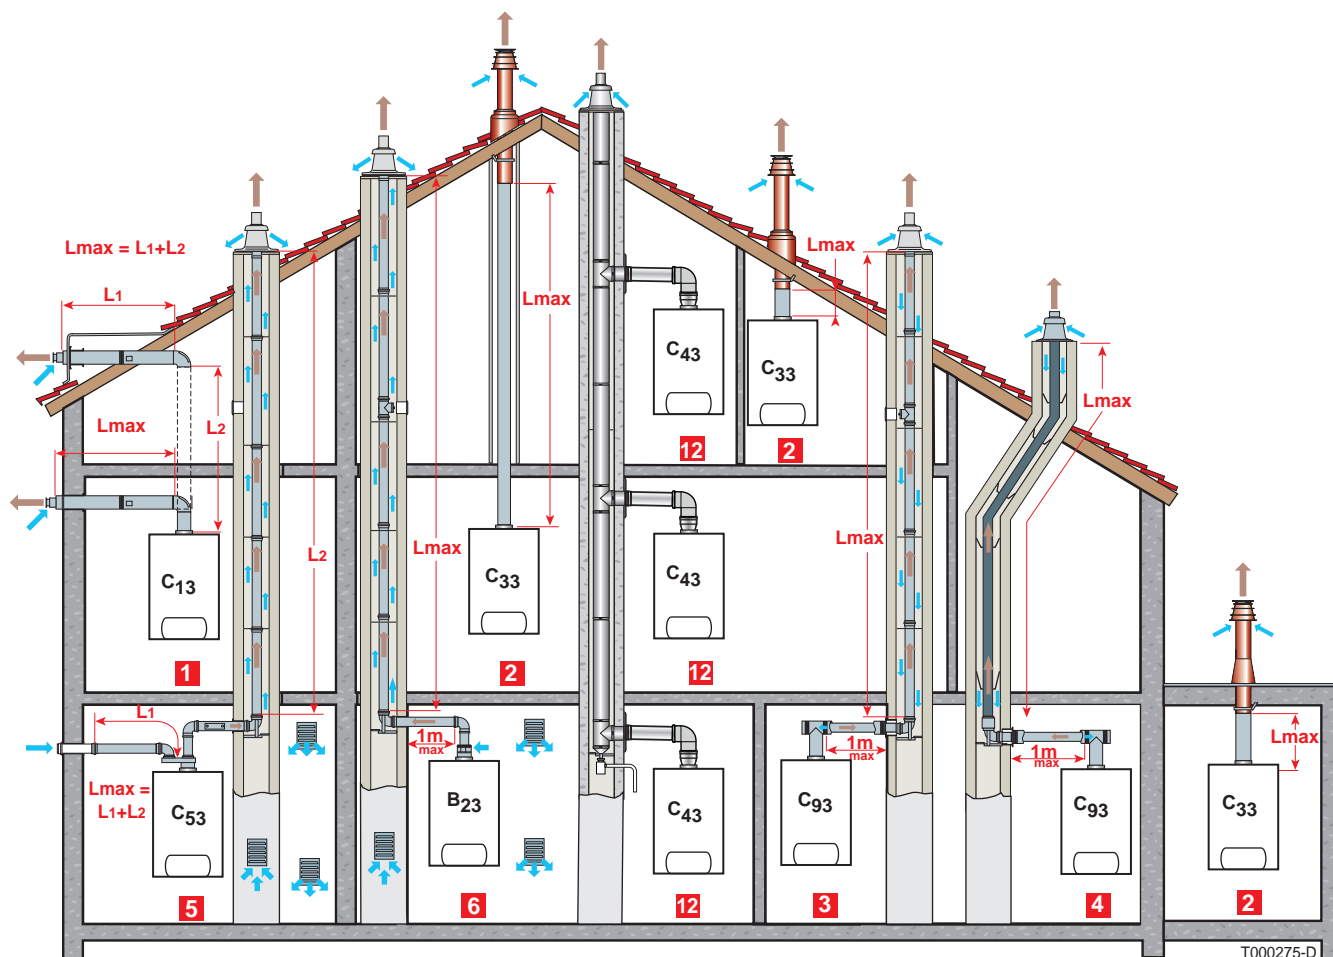 Lmax = L1+L2
L1
Lmax
L2
C13
1
L1
Lmax =
L1+L2
C53
5
L2
Lmax
1m
max
B23
6
Lmax
C33
2
C43
12
C43
12
C43
12
Lmax
C33
2
Lmax
1m
max
C93
3
Lmax
1m
max
C93
4
Lmax
C33
2
T000275-D